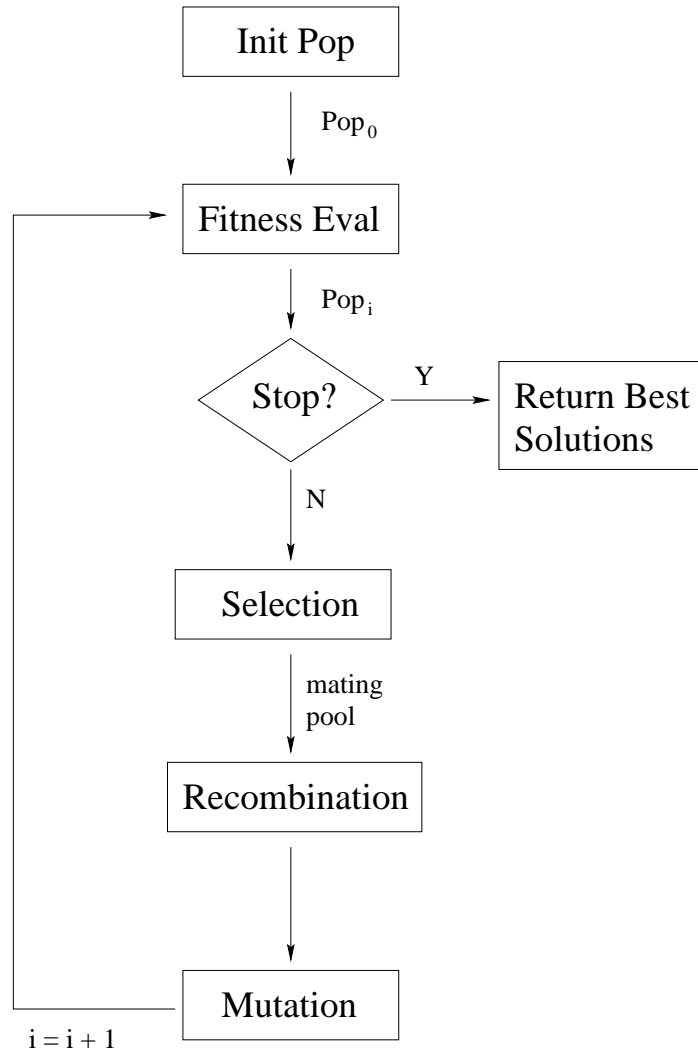 Init Pop
Pop0
Fitness Eval
Popi
Stop?
Y
Return Best
Solutions
N
Selection
mating
pool
Recombination
Mutation
i = i + 1